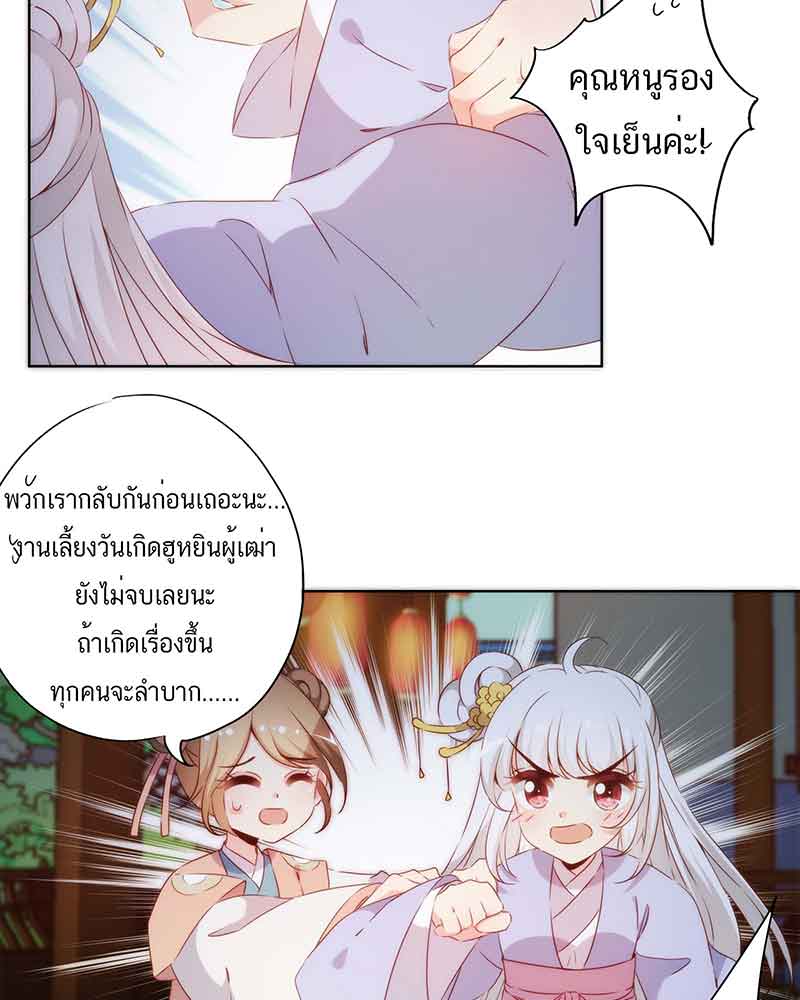 คุณหนูรอง
ใจเย็นค่ะ!
พวกเรากลับกันก่อนเถอะนะ...
งานเลี้ยงวันเกิดฮูหยินผู้เฒ่า
ยังไม่จบเลยนะ
ถ้าเกิดเรื่องขึ้น
ทุกคนจะลำบาก......